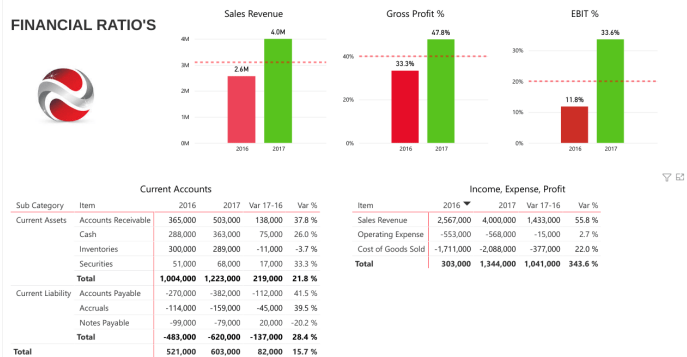 FINANCIAL RATIO'S
Sales Revenue
4M
3M
2M
1M
0M
2.6M
4.0M
2016
2017
Gross Profit %
40%
20%
0%
33.3%
47.8%
2016
2017
EBIT %
30%
20%
10%
0%
11.8%
33.6%
2016
2017
Current Accounts
Sub Category Item 2016 2017 Var 17-16 Var %
Current Assets Accounts Receivable 365,000 503,000 138,000 37.8 %
Cash 288,000 363,000 75,000 26.0 %
Inventories 300,000 289,000 -11,000 -3.7 %
Securities 51,000 68,000 17,000 33.3 %
Total 1,004,000 1,223,000 219,000 21.8 %
Current Liability Accounts Payable -270,000 -382,000 -112,000 41.5 %
Accruals -114,000 -159,000 -45,000 39.5 %
Notes Payable -99,000 -79,000 20,000 -20.2 %
Total -483,000 -620,000 -137,000 28.4 %
Total 521,000 603,000 82,000 15.7 %
Income, Expense, Profit
Item 2016 2017 Var 17-16 Var %
Sales Revenue 2,567,000 4,000,000 1,433,000 55.8 %
Operating Expense -553,000 -568,000 -15,000 2.7 %
Cost of Goods Sold -1,711,000 -2,088,000 -377,000 22.0 %
Total 303,000 1,344,000 1,041,000 343.6 %